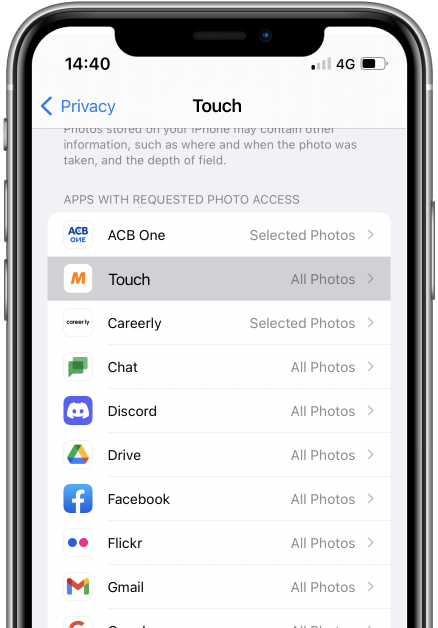 14:40
4G
Privacy
Touch
Photos stored on your iPhone may contain other
information, such as where and when the photo was
taken, and the depth of field.
APPS WITH REQUESTED PHOTO ACCESS
ACB ONE
ACB One
Selected Photos
M
Touch
All Photos
careerly
Careerly
Selected Photos
Chat
All Photos
Discord
All Photos
Drive
All Photos
Facebook
All Photos
Flickr
All Photos
Gmail
All Photos